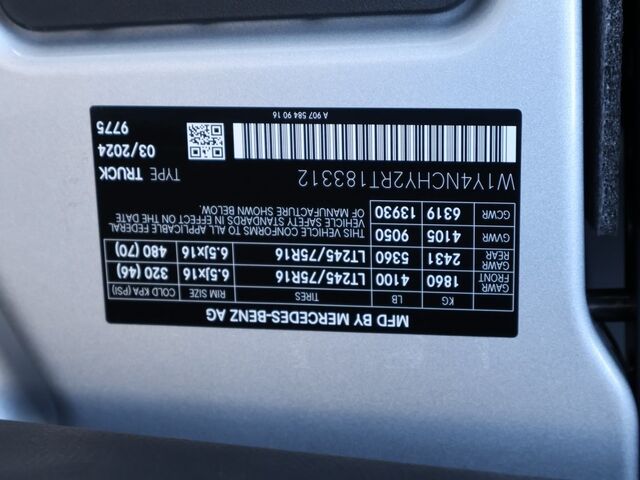 MFD BY MERCEDES-BENZ AG
KG LB TIRES RIM SIZE COLD KPA (PSI)
GAWR FRONT 1860 4100 LT245/75R16 6.5Jx16 320 (46)
GAWR REAR 2431 5360 LT245/75R16 6.5Jx16 480 (70)
GVWR 4105 9050 THIS VEHICLE CONFORMS TO ALL APPLICABLE FEDERAL
VEHICLE SAFETY STANDARDS IN EFFECT ON THE DATE
GCWR 6319 13930 OF MANUFACTURE SHOWN BELOW.
W1Y4NCHY2RT183312 TYPE TRUCK
03/2024
9775
A 907 584 90 16